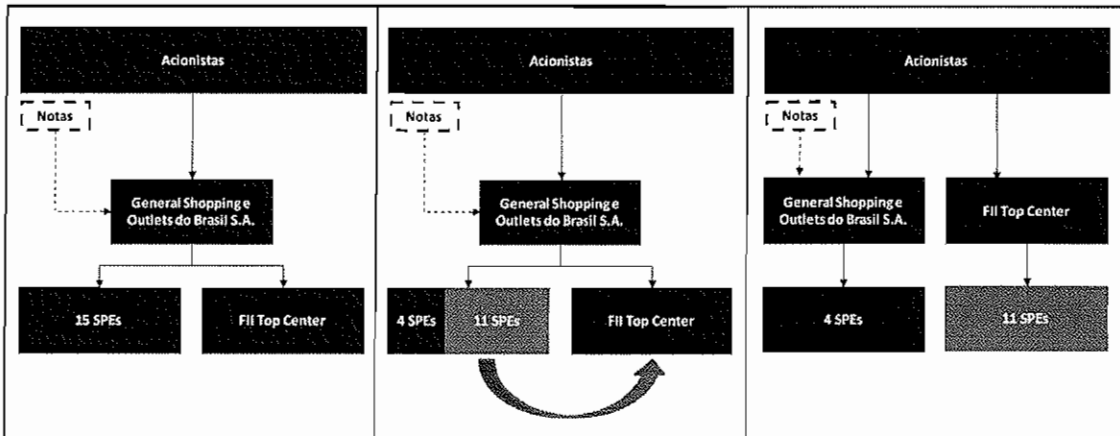 Acionistas
Notas
General Shopping e
Outlets do Brasil S.A.
15 SPEs
FII Top Center
Acionistas
Notas
General Shopping e
Outlets do Brasil S.A.
4 SPEs
11 SPEs
FII Top Center
Acionistas
Notas
General Shopping e
Outlets do Brasil S.A.
FII Top Center
4 SPEs
11 SPEs